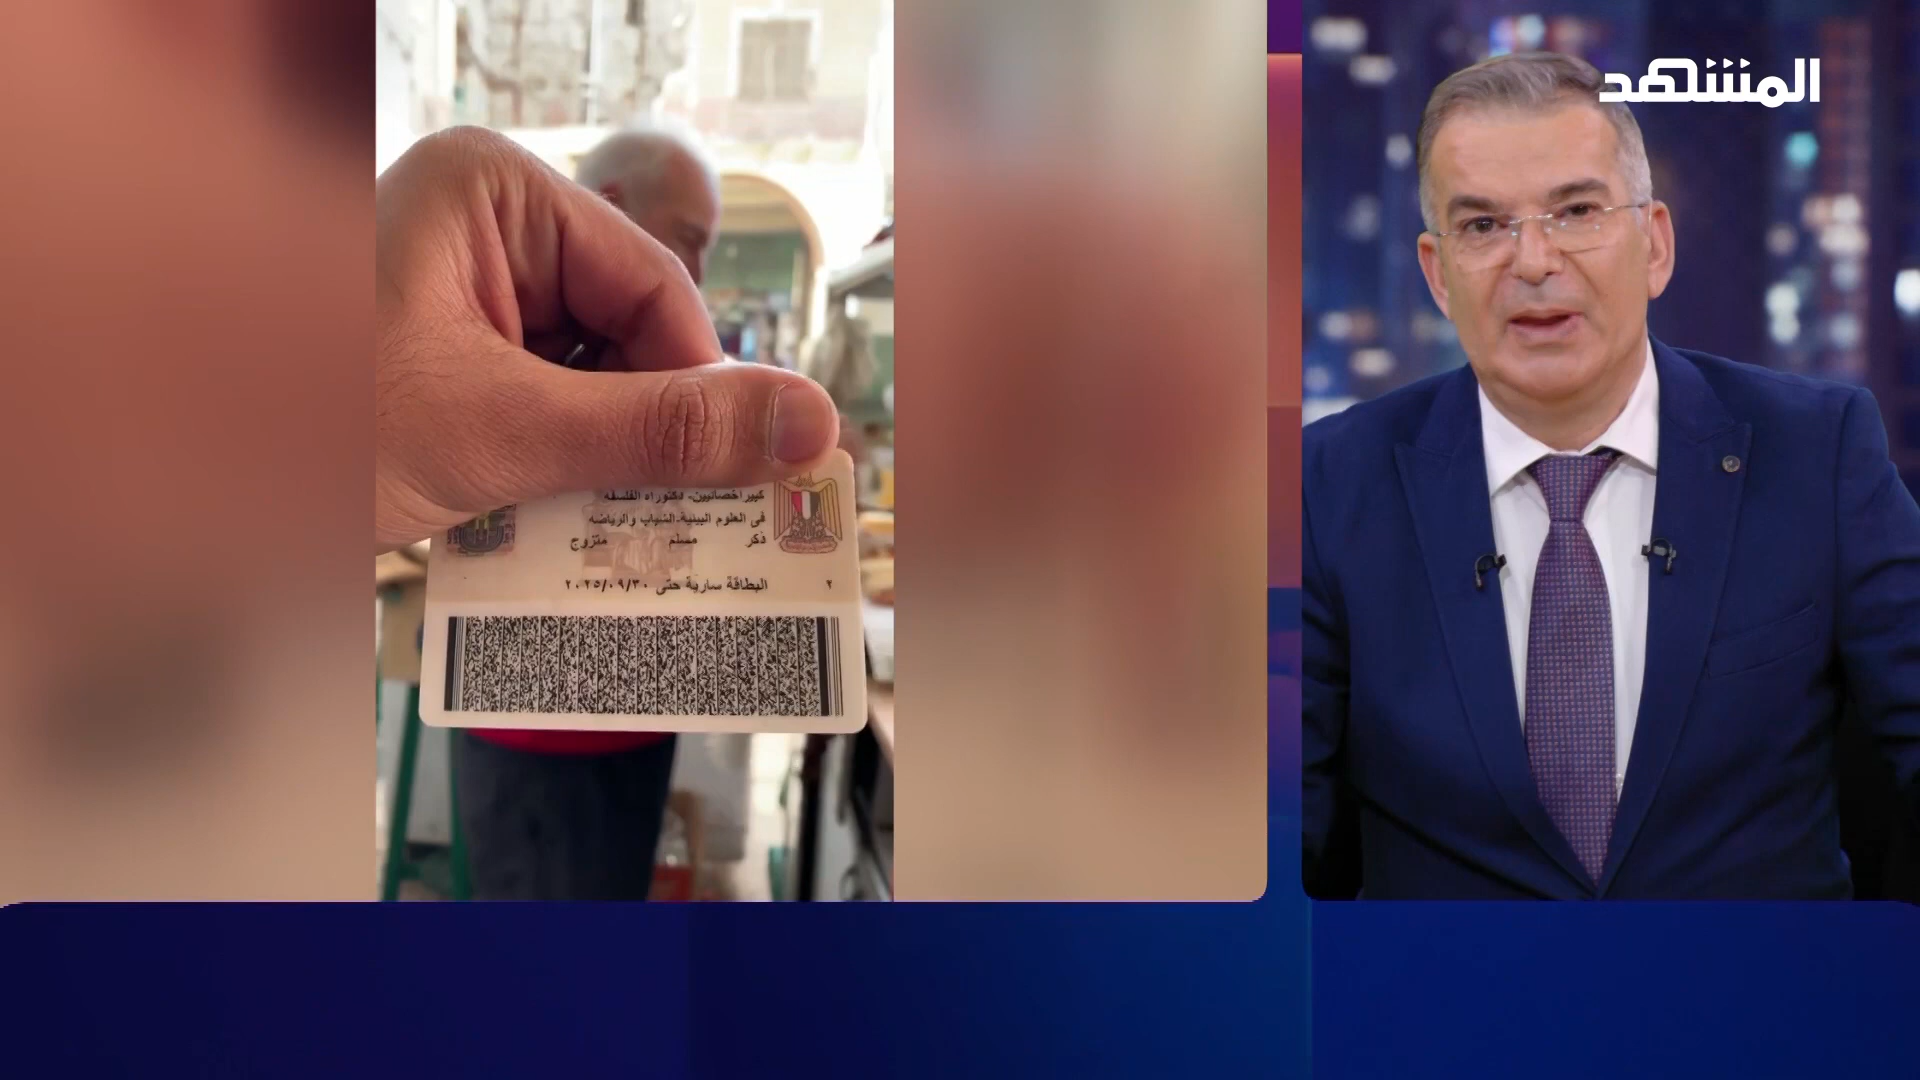 المشهد
كبير اخصائيين- دكتوراه الفلسفه
فى العلوم البيئية-الشباب والرياضه
ذكر مسلم متزوج
٢ البطاقة سارية حتى ٢٠٢٥/٠٩/٣٠